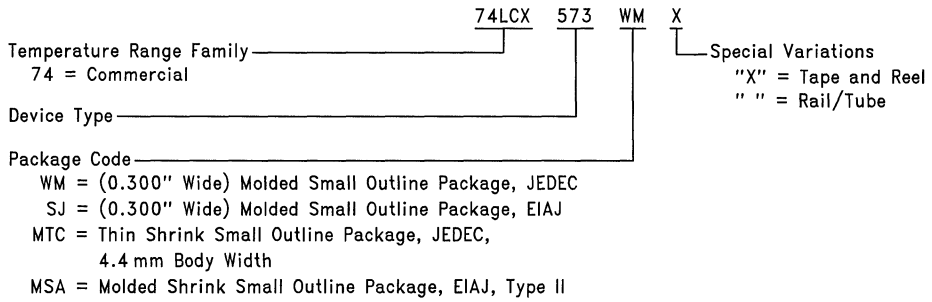 74LCX 573 WM X
Temperature Range Family
74 = Commercial
Special Variations
"X" = Tape and Reel
" " = Rail/Tube
Device Type
Package Code
WM = (0.300" Wide) Molded Small Outline Package, JEDEC
SJ = (0.300" Wide) Molded Small Outline Package, EIAJ
MTC = Thin Shrink Small Outline Package, JEDEC,
4.4 mm Body Width
MSA = Molded Shrink Small Outline Package, EIAJ, Type II